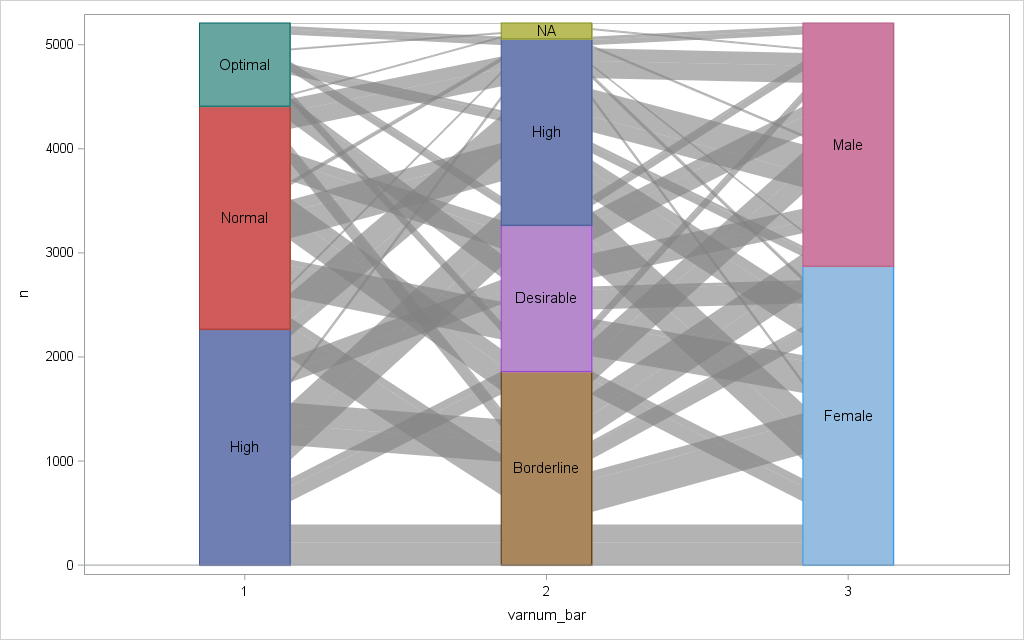 5000
4000
3000
2000
1000
0
n
Optimal
Normal
High
NA
High
Desirable
Borderline
Male
Female
1
2
3
varnum_bar